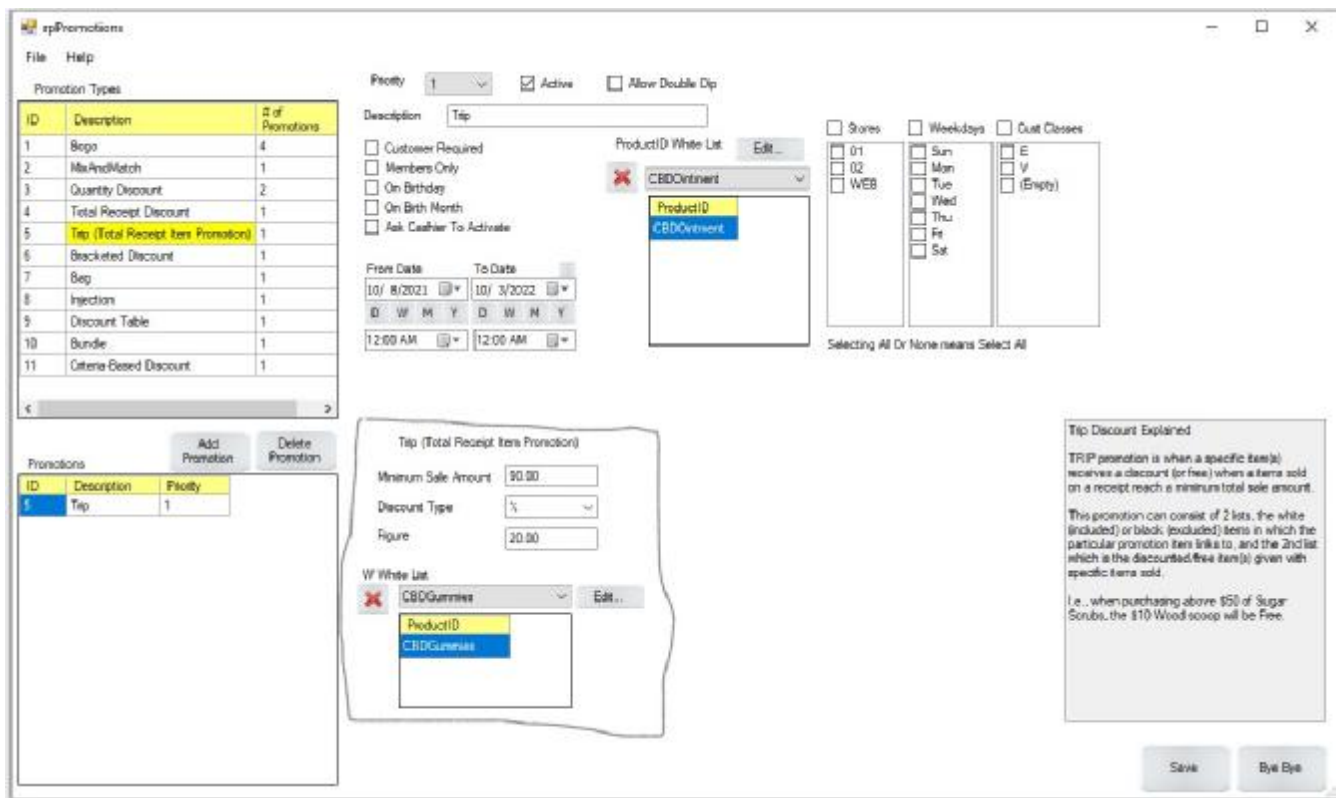 spPromotions
File Help
Promotion Types
ID Description # of Promotions
1 Bogo 4
2 MixAndMatch 1
3 Quantity Discount 2
4 Total Receipt Discount 1
5 Trip (Total Receipt Item Promotion) 1
6 Bracketed Discount 1
7 Beg 1
8 Injection 1
9 Discount Table 1
10 Bundle 1
11 Criteria-Based Discount 1
Priority 1 Active Allow Double Dip
Description Trip
Customer Required
Members Only
On Birthday
On Birth Month
Ask Cashier To Activate
From Date To Date
10/ 8/2021 10/ 3/2022
D W M Y D W M Y
12:00 AM 12:00 AM
ProductID White List Edit...
CBDOintment
ProductID
CBDOintment
Stores Weekdays Cust Classes
01 Sun E
02 Mon V
WEB Tue (Empty)
Wed
Thu
Fri
Sat
Selecting All Or None means Select All
Add Promotion Delete Promotion
Promotions
ID Description Priority
5 Trip 1
Trip (Total Receipt Item Promotion)
Minimum Sale Amount 90.00
Discount Type %
Figure 20.00
W White List
CBDGummies Edit...
ProductID
CBDGummies
Trip Discount Explained
TRIP promotion is when a specific item(s)
receives a discount (or free) when a items sold
on a receipt reach a minimum total sale amount.
This promotion can consist of 2 lists, the white
(included) or black (excluded) items in which the
particular promotion item links to, and the 2nd list
which is the discounted/free item(s) given with
specific items sold.
I.e., when purchasing above $50 of Sugar
Scrubs, the $10 Wood scoop will be Free.
Save Bye Bye